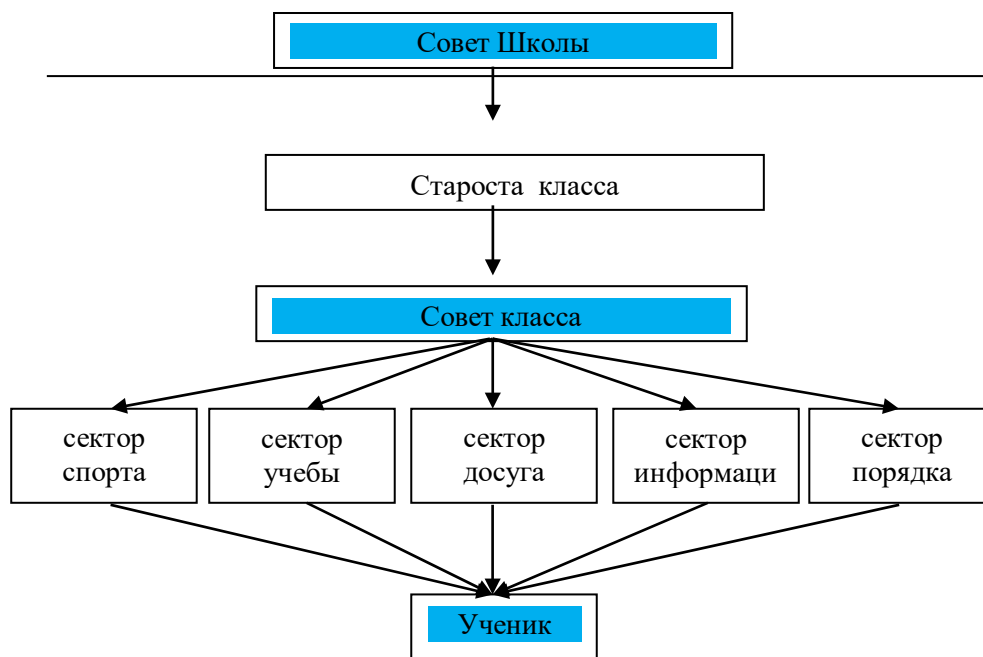 Совет Школы
Староста класса
Совет класса
сектор
спорта
сектор
учебы
сектор
досуга
сектор
информаци
сектор
порядка
Ученик